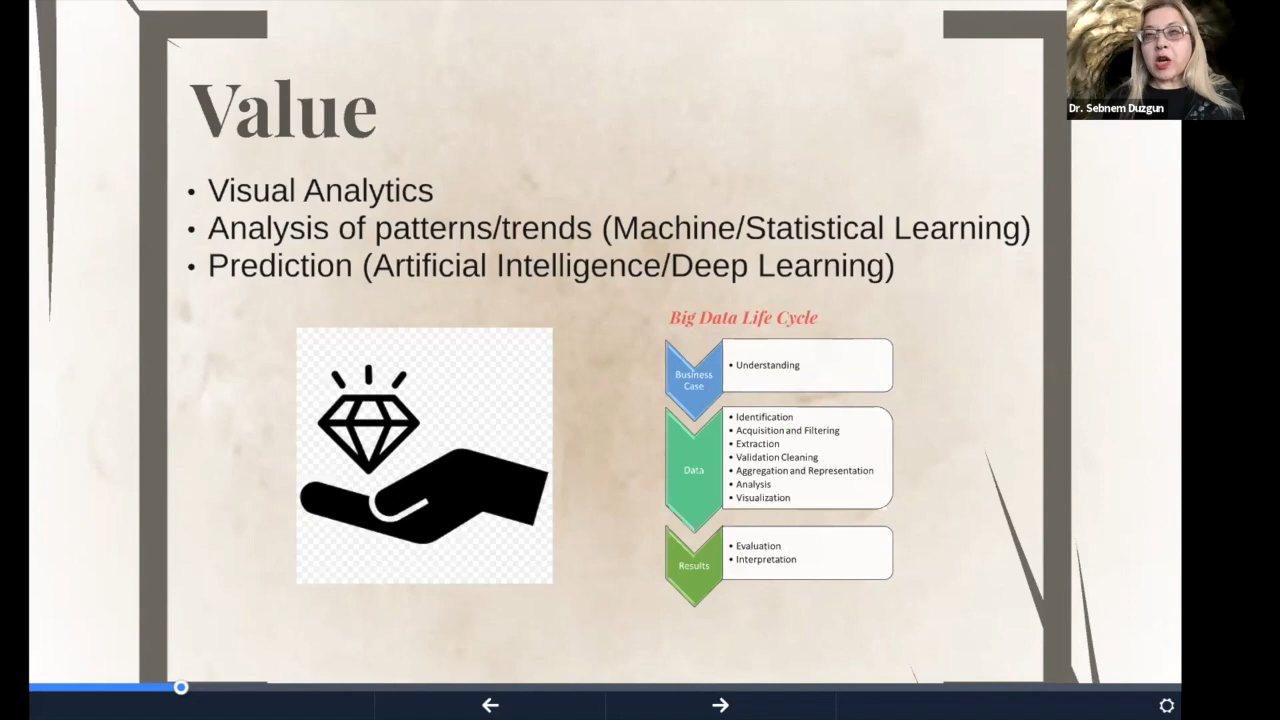 Value
• Visual Analytics
• Analysis of patterns/trends (Machine/Statistical Learning)
• Prediction (Artificial Intelligence/Deep Learning)
Big Data Life Cycle
Business
Case
• Understanding
Data
• Identification
• Acquisition and Filtering
• Extraction
• Validation Cleaning
• Aggregation and Representation
• Analysis
• Visualization
Results
• Evaluation
• Interpretation
Dr. Sebnem Duzgun